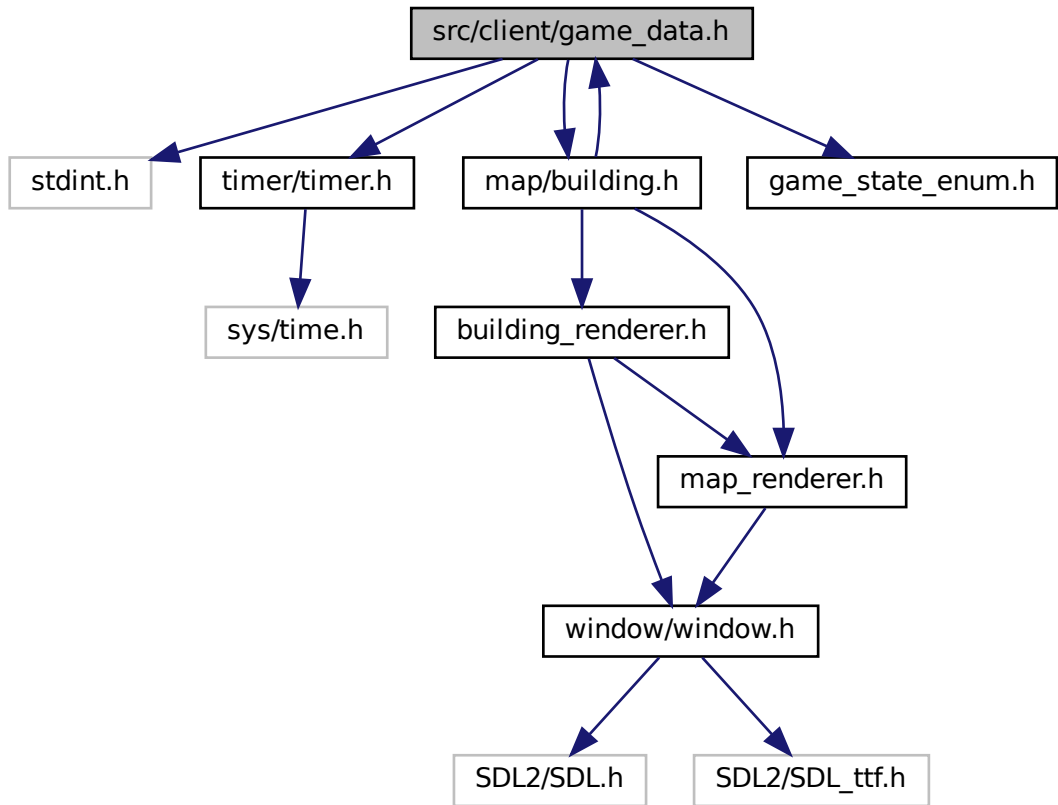 src/client/game_data.h
stdint.h
timer/timer.h
map/building.h
game_state_enum.h
sys/time.h
building_renderer.h
map_renderer.h
window/window.h
SDL2/SDL.h
SDL2/SDL_ttf.h